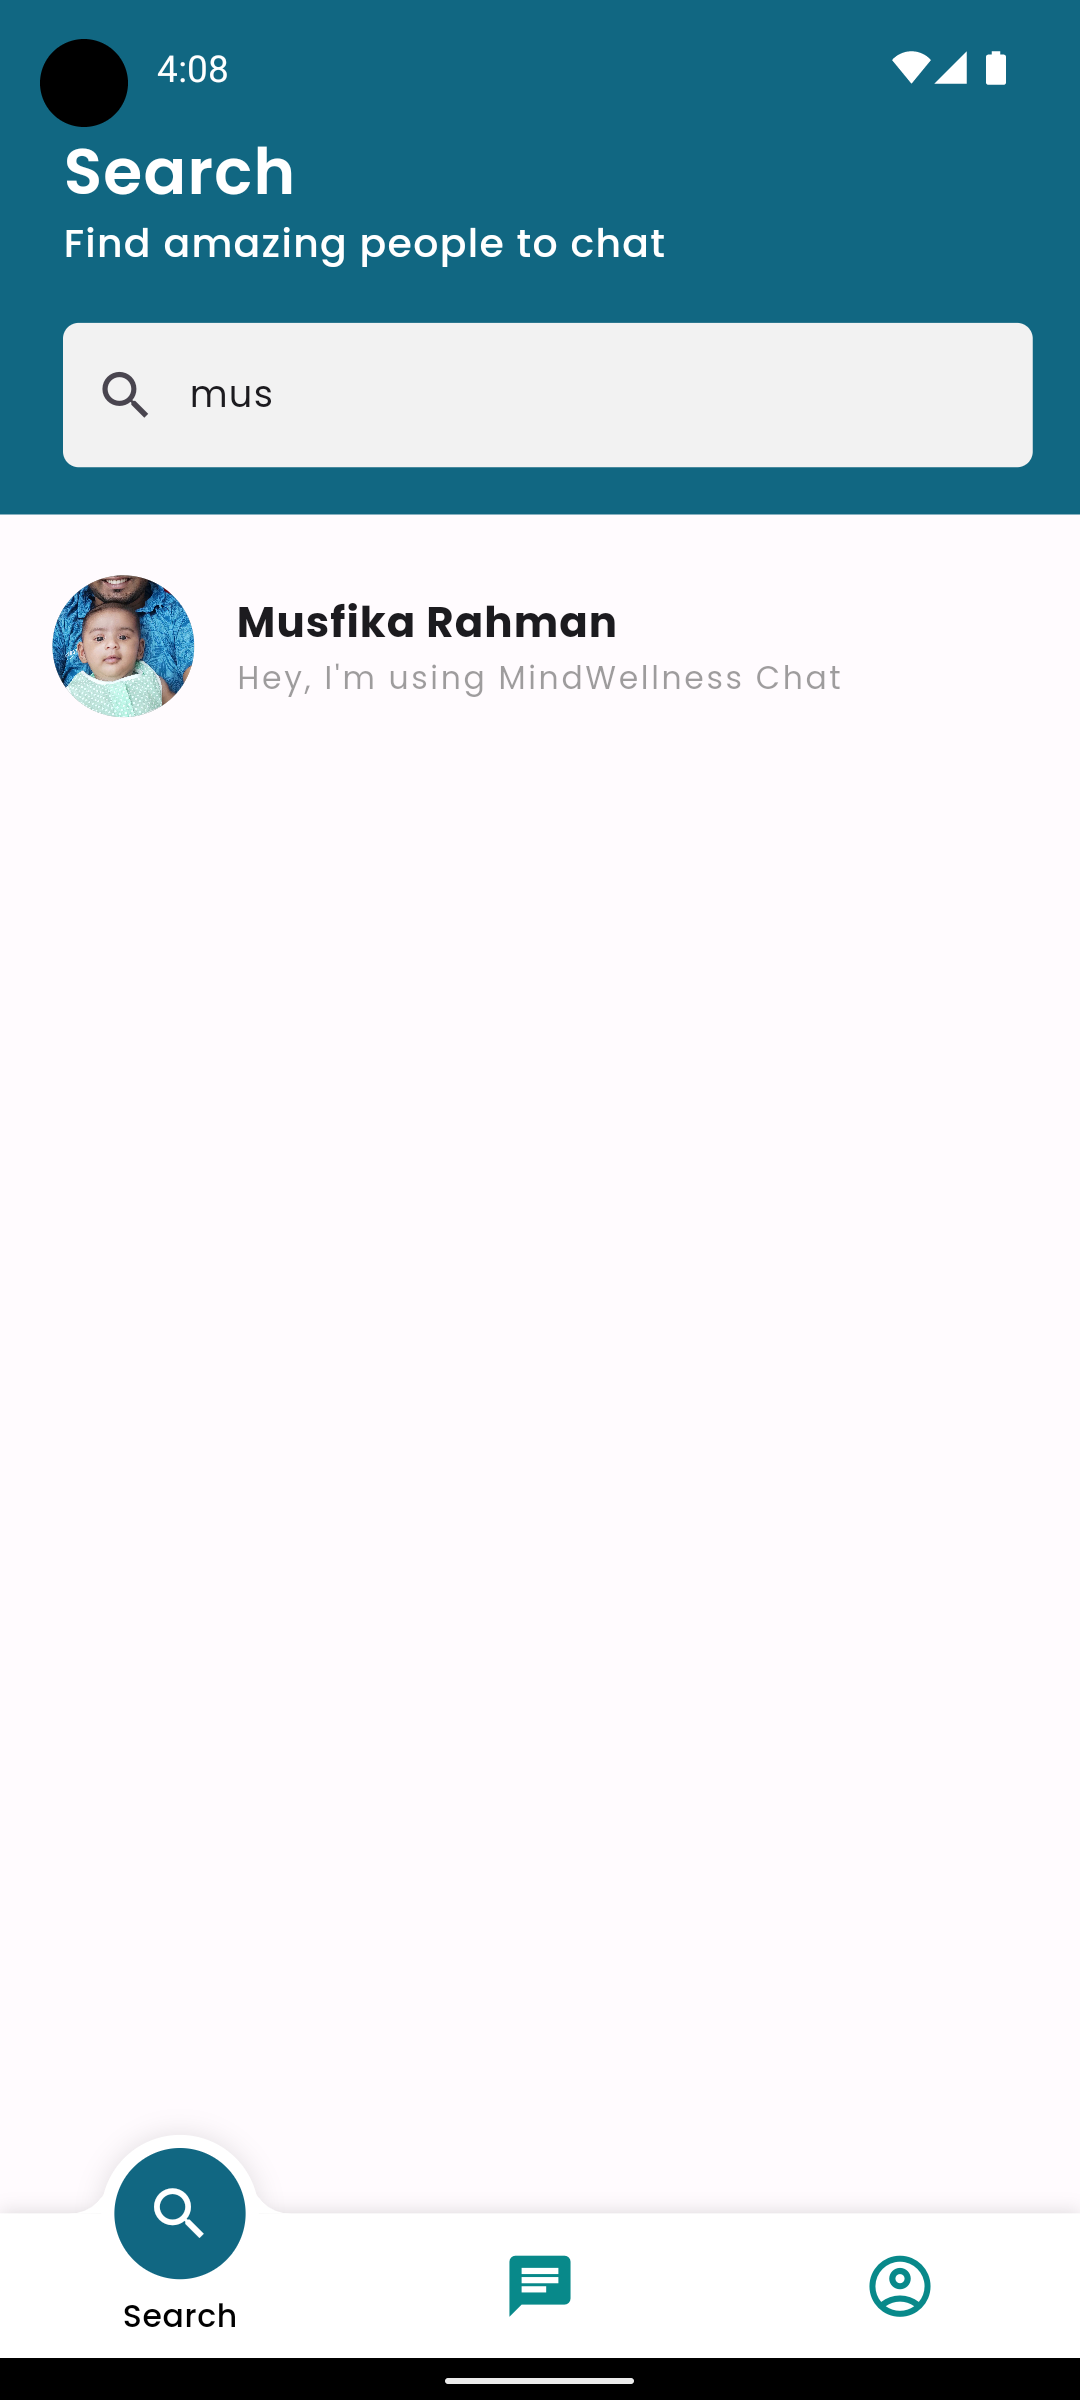 4:08
Search
Find amazing people to chat
mus
Musfika Rahman
Hey, I'm using MindWellness Chat
Search